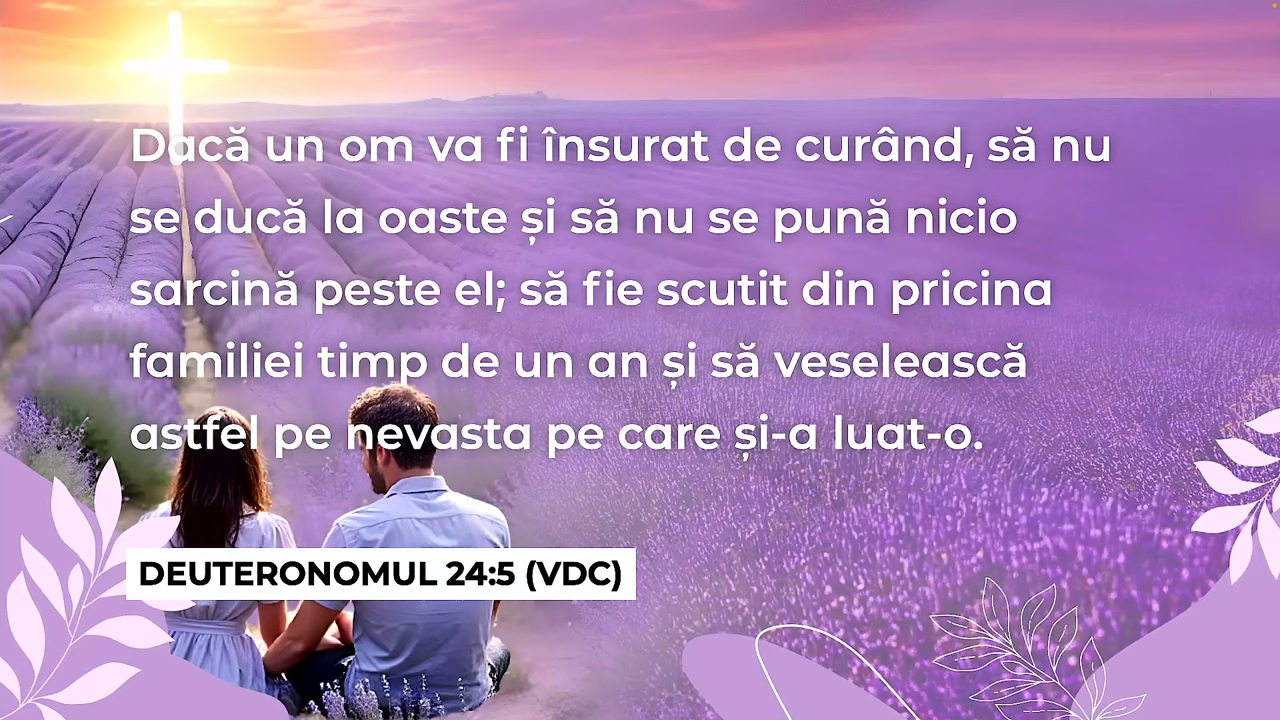 Dacă un om va fi însurat de curând, să nu
se ducă la oaste și să nu se pună nicio
sarcină peste el; să fie scutit din pricina
familiei timp de un an și să veselească
astfel pe nevasta pe care și-a luat-o.
DEUTERONOMUL 24:5 (VDC)